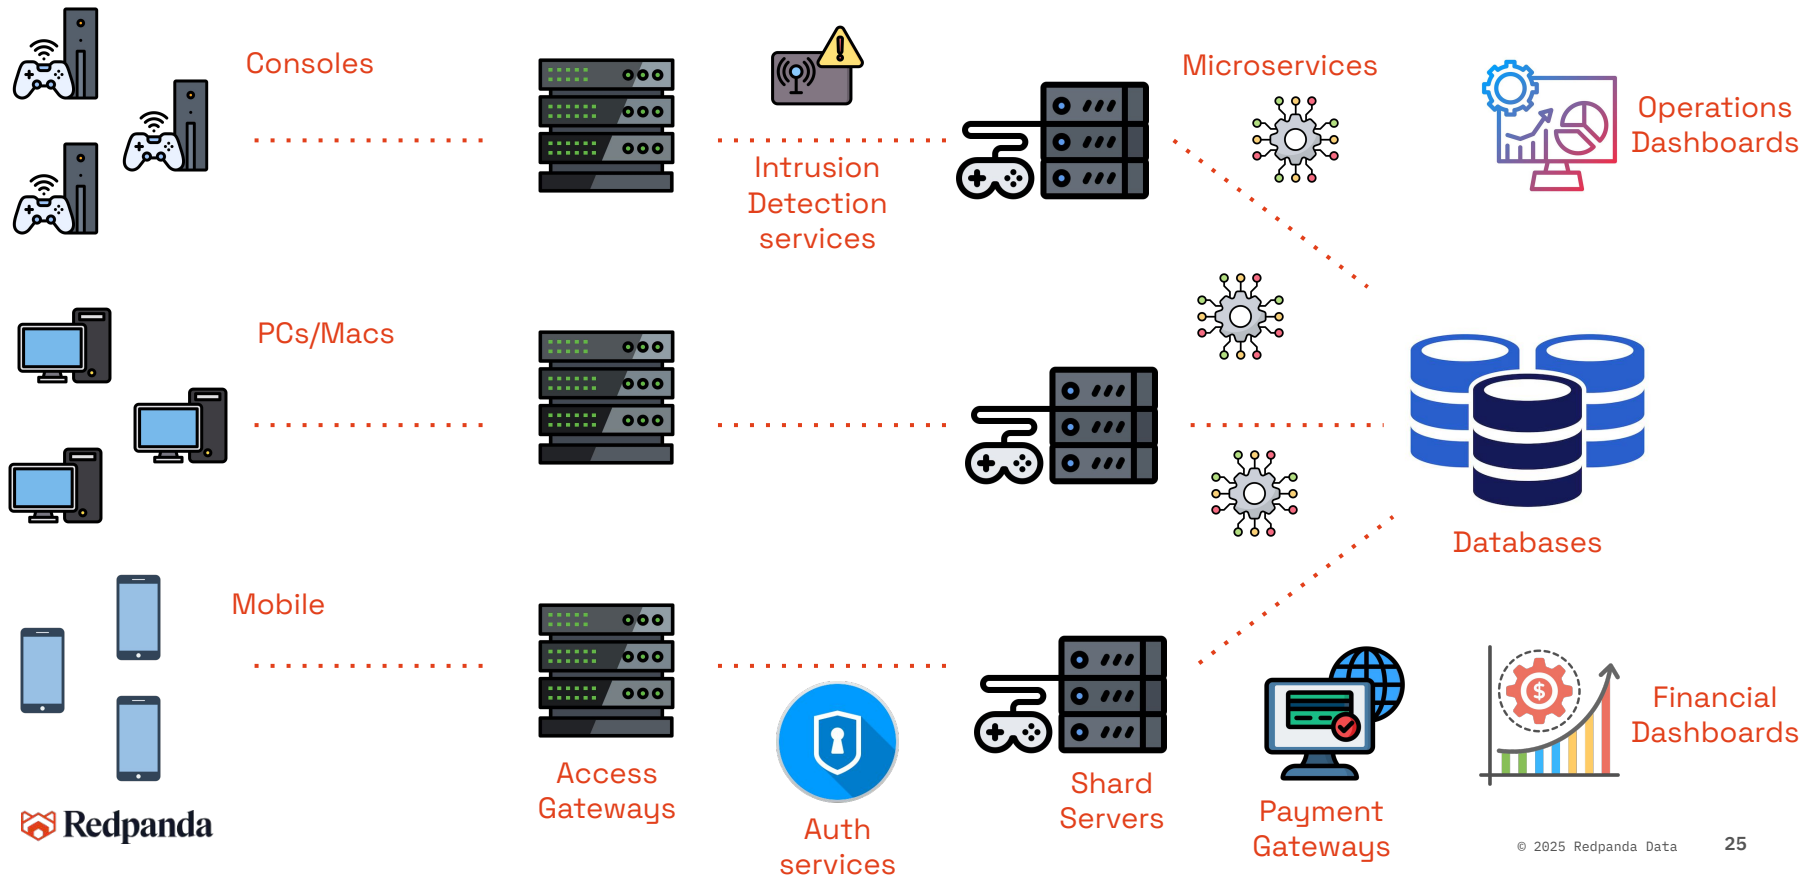 Consoles
Microservices
Operations
Dashboards
Intrusion
Detection
services
PCs/Macs
Databases
Mobile
Financial
Dashboards
$
Access
Gateways
Shard
Servers
Payment
Gateways
Auth
services
Redpanda
© 2025 Redpanda Data
25